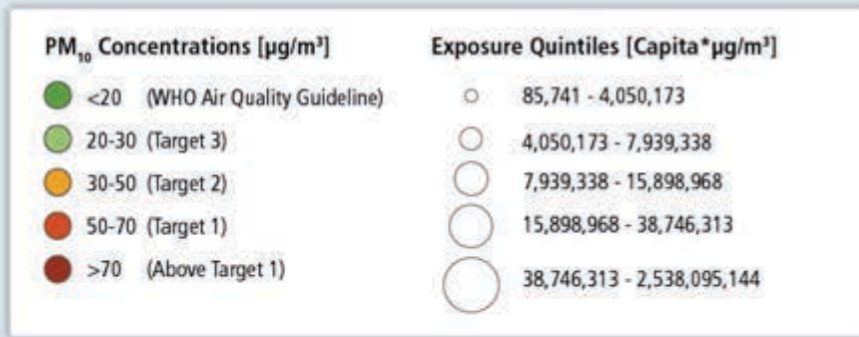 PM₁₀ Concentrations [µg/m³]
<20 (WHO Air Quality Guideline)
20-30 (Target 3)
30-50 (Target 2)
50-70 (Target 1)
>70 (Above Target 1)
Exposure Quintiles [Capita*µg/m³]
85,741 - 4,050,173
4,050,173 - 7,939,338
7,939,338 - 15,898,968
15,898,968 - 38,746,313
38,746,313 - 2,538,095,144